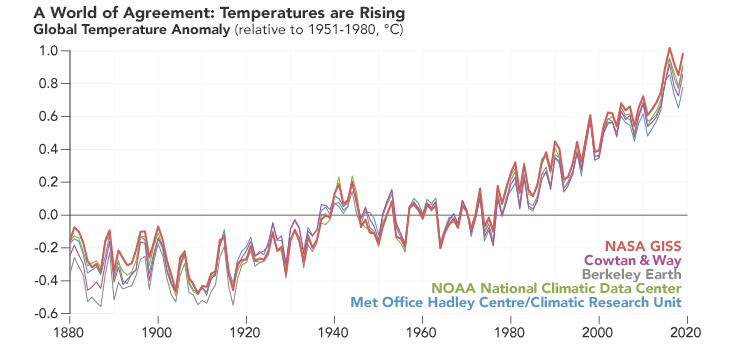 A World of Agreement: Temperatures are Rising
Global Temperature Anomaly (relative to 1951-1980, °C)
1.0
0.8
0.6
0.4
0.2
0.0
-0.2
-0.4
-0.6
NASA GISS
Cowtan & Way
Berkeley Earth
NOAA National Climatic Data Center
Met Office Hadley Centre/Climatic Research Unit
1880 1900 1920 1940 1960 1980 2000 2020